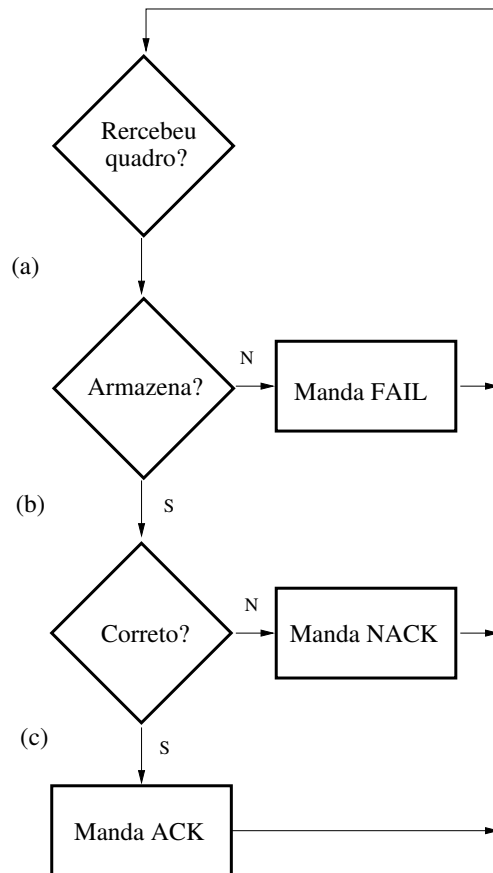 Rercebeu
quadro?
(a)
Armazena?
N
Manda FAIL
(b)
S
Correto?
N
Manda NACK
(c)
S
Manda ACK